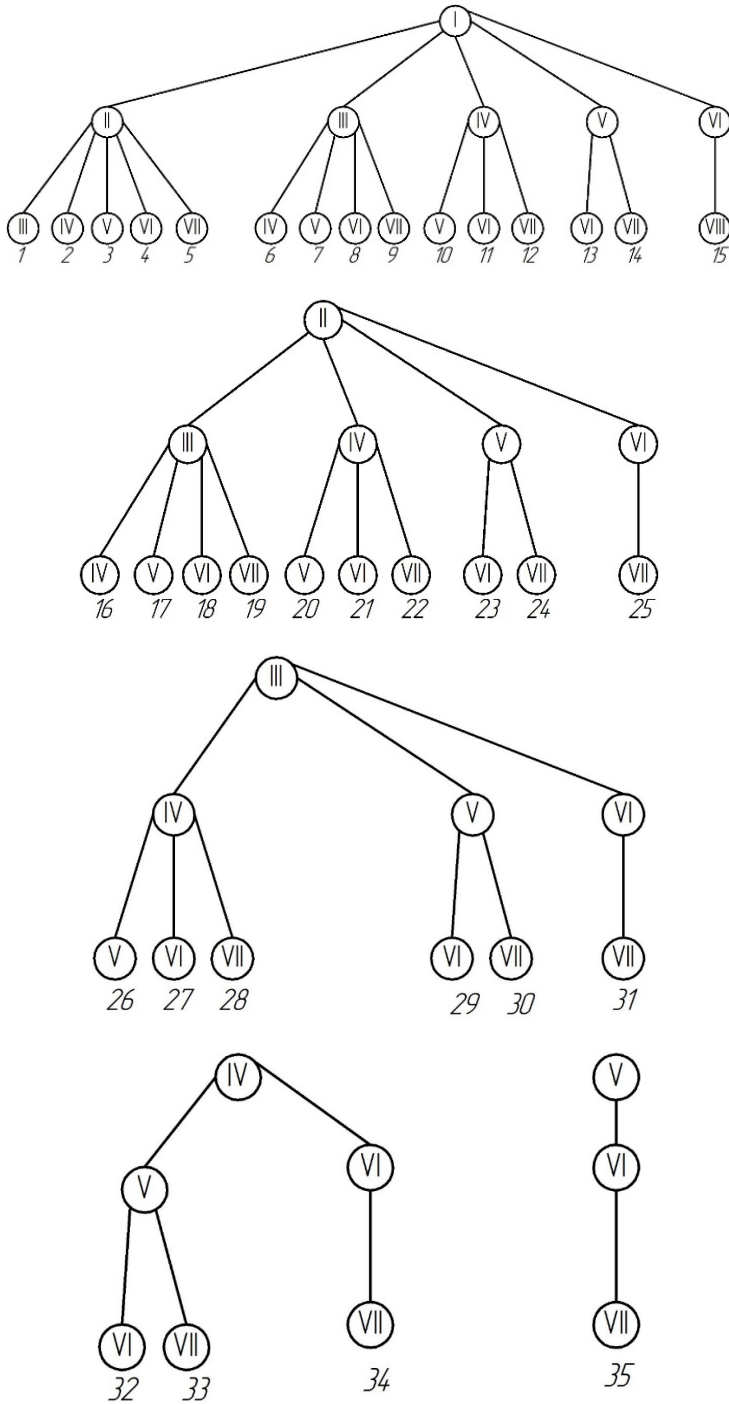 I
II III IV V VI
III IV V VI VII IV V VI VII V VI VII VI VII VIII
1 2 3 4 5 6 7 8 9 10 11 12 13 14 15
II
III IV V VI
IV V VI VII V VI VII VI VII VII
16 17 18 19 20 21 22 23 24 25
III
IV V VI
V VI VII VI VII VII
26 27 28 29 30 31
IV V
V VI VI
VI VII VII VII
32 33 34 35